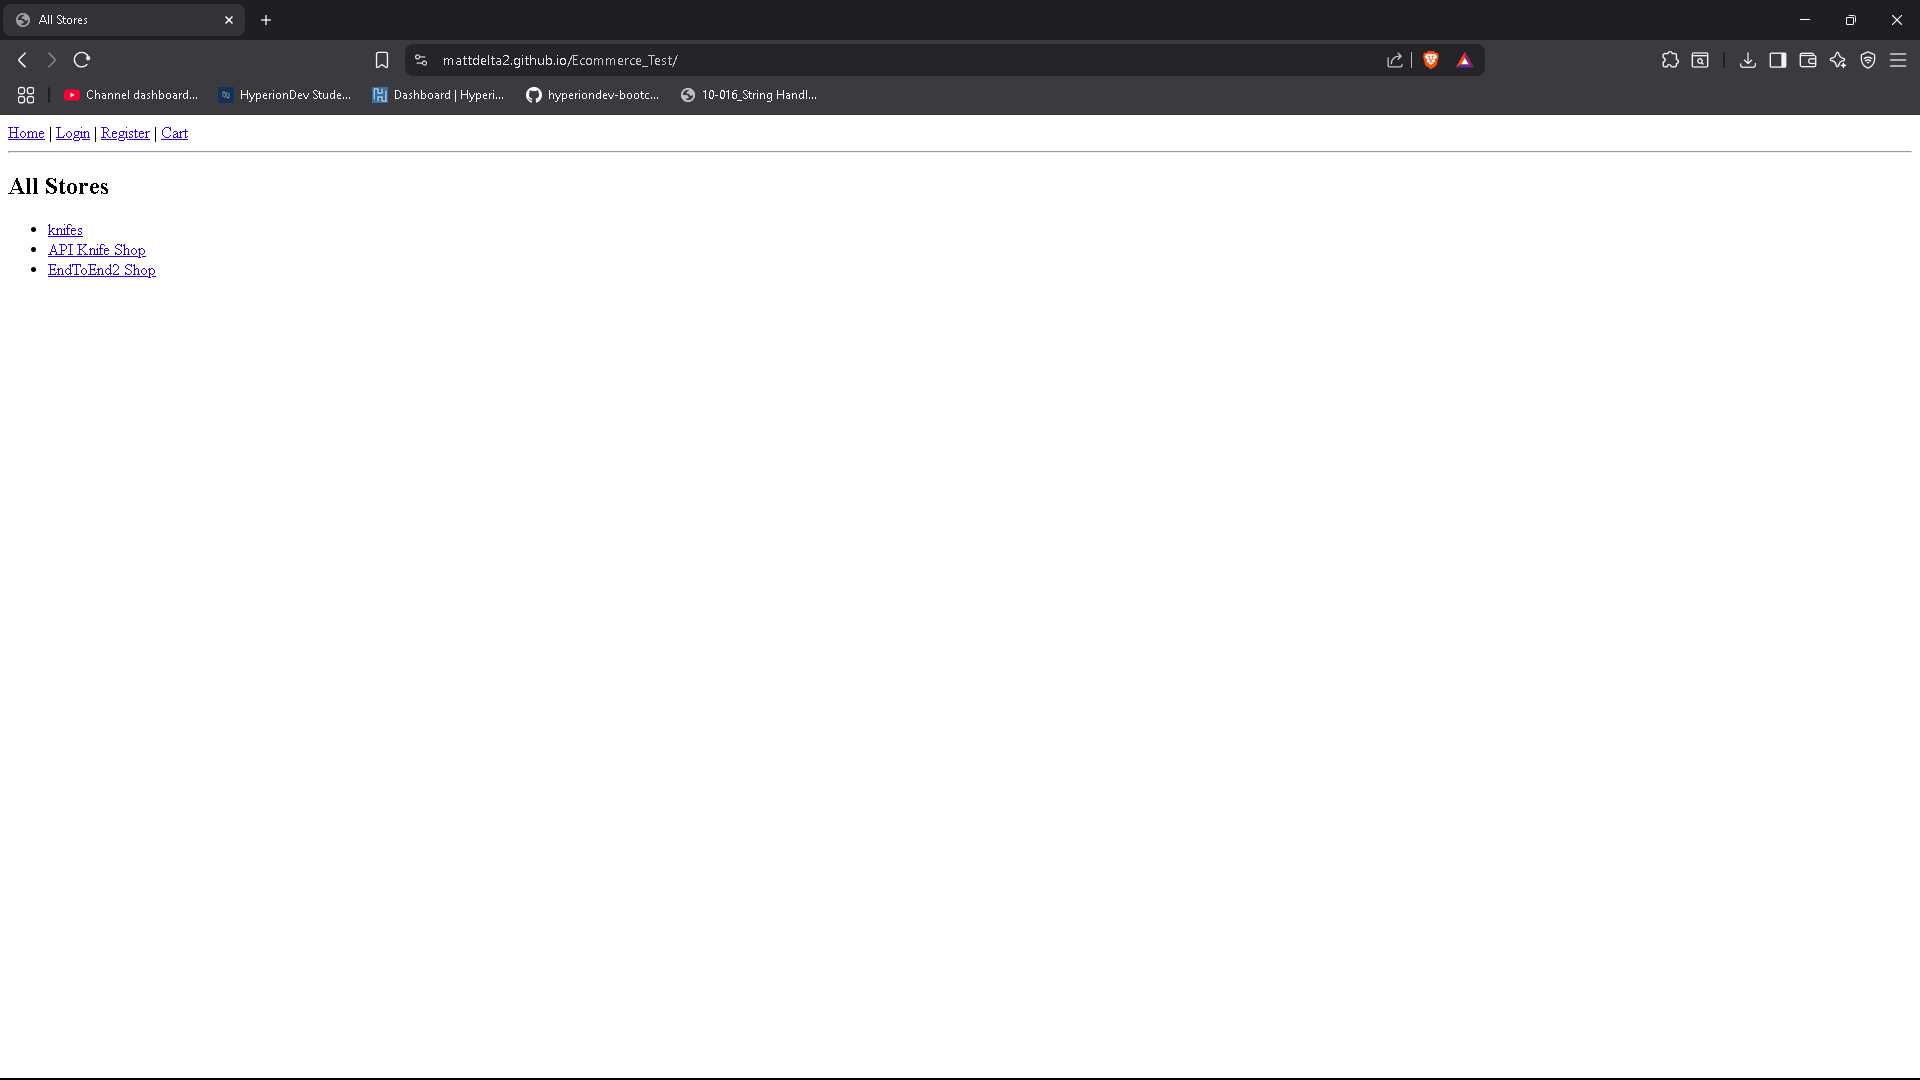 All Stores
mattdelta2.github.io/Ecommerce_Test/
Channel dashboard...
HyperionDev Stude...
Dashboard | Hyperi...
hyperiondev-bootc...
10-016_String Handl...
Home | Login | Register | Cart
All Stores
knifes
API Knife Shop
EndToEnd2 Shop